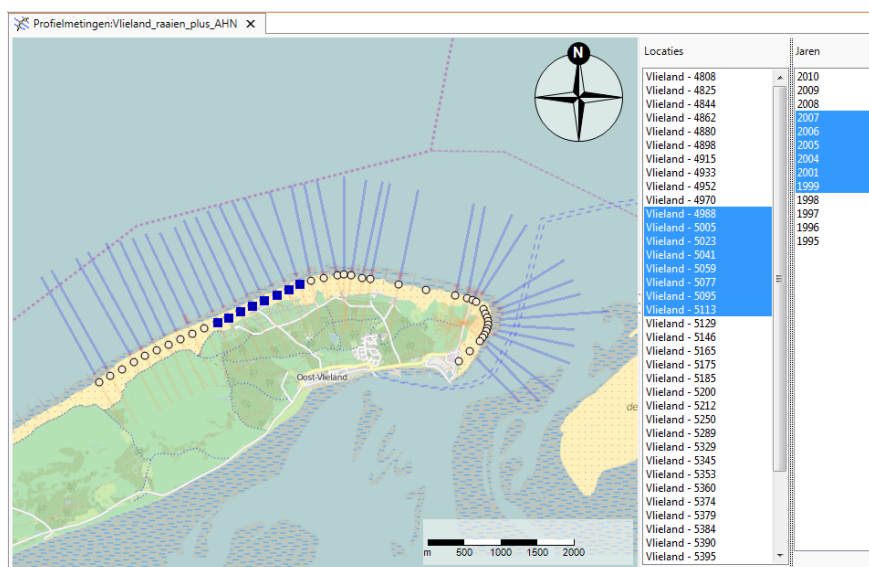 Profielmetingen:Vlieland_raaien_plus_AHN
N
Oost-Vlieland
de
m 500 1000 1500 2000
Locaties
Vlieland - 4808
Vlieland - 4825
Vlieland - 4844
Vlieland - 4862
Vlieland - 4880
Vlieland - 4898
Vlieland - 4915
Vlieland - 4933
Vlieland - 4952
Vlieland - 4970
Vlieland - 4988
Vlieland - 5005
Vlieland - 5023
Vlieland - 5041
Vlieland - 5059
Vlieland - 5077
Vlieland - 5095
Vlieland - 5113
Vlieland - 5129
Vlieland - 5146
Vlieland - 5165
Vlieland - 5175
Vlieland - 5185
Vlieland - 5200
Vlieland - 5212
Vlieland - 5250
Vlieland - 5289
Vlieland - 5329
Vlieland - 5345
Vlieland - 5353
Vlieland - 5360
Vlieland - 5374
Vlieland - 5379
Vlieland - 5384
Vlieland - 5390
Vlieland - 5395
Jaren
2010
2009
2008
2007
2006
2005
2004
2001
1999
1998
1997
1996
1995